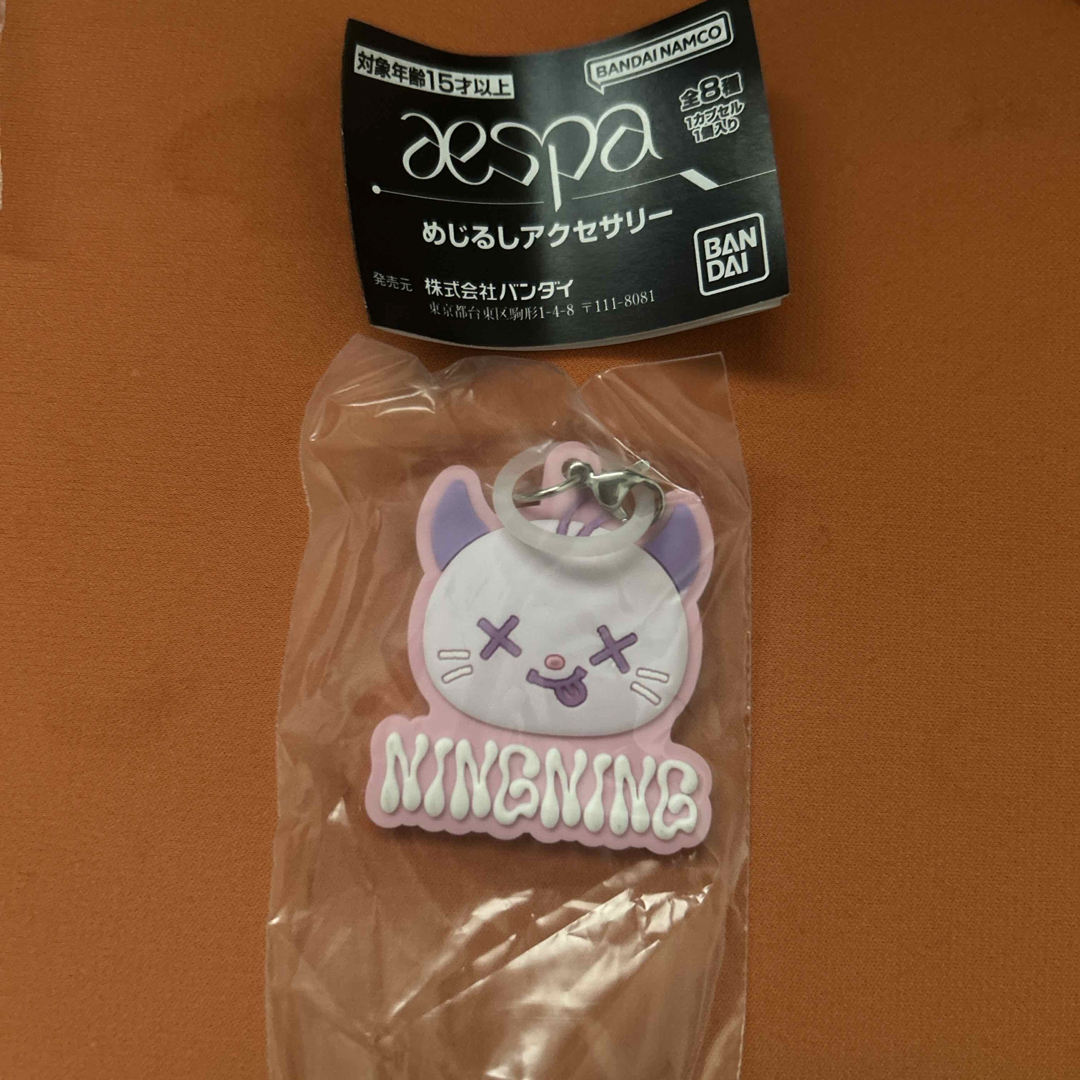 対象年齢15才以上
BANDAI NAMCO
aespa
全8種
1カプセル
1個入り
めじるしアクセサリー
BAN
DAI
発売元 株式会社バンダイ
東京都台東区駒形1-4-8 〒111-8081
NINGNING